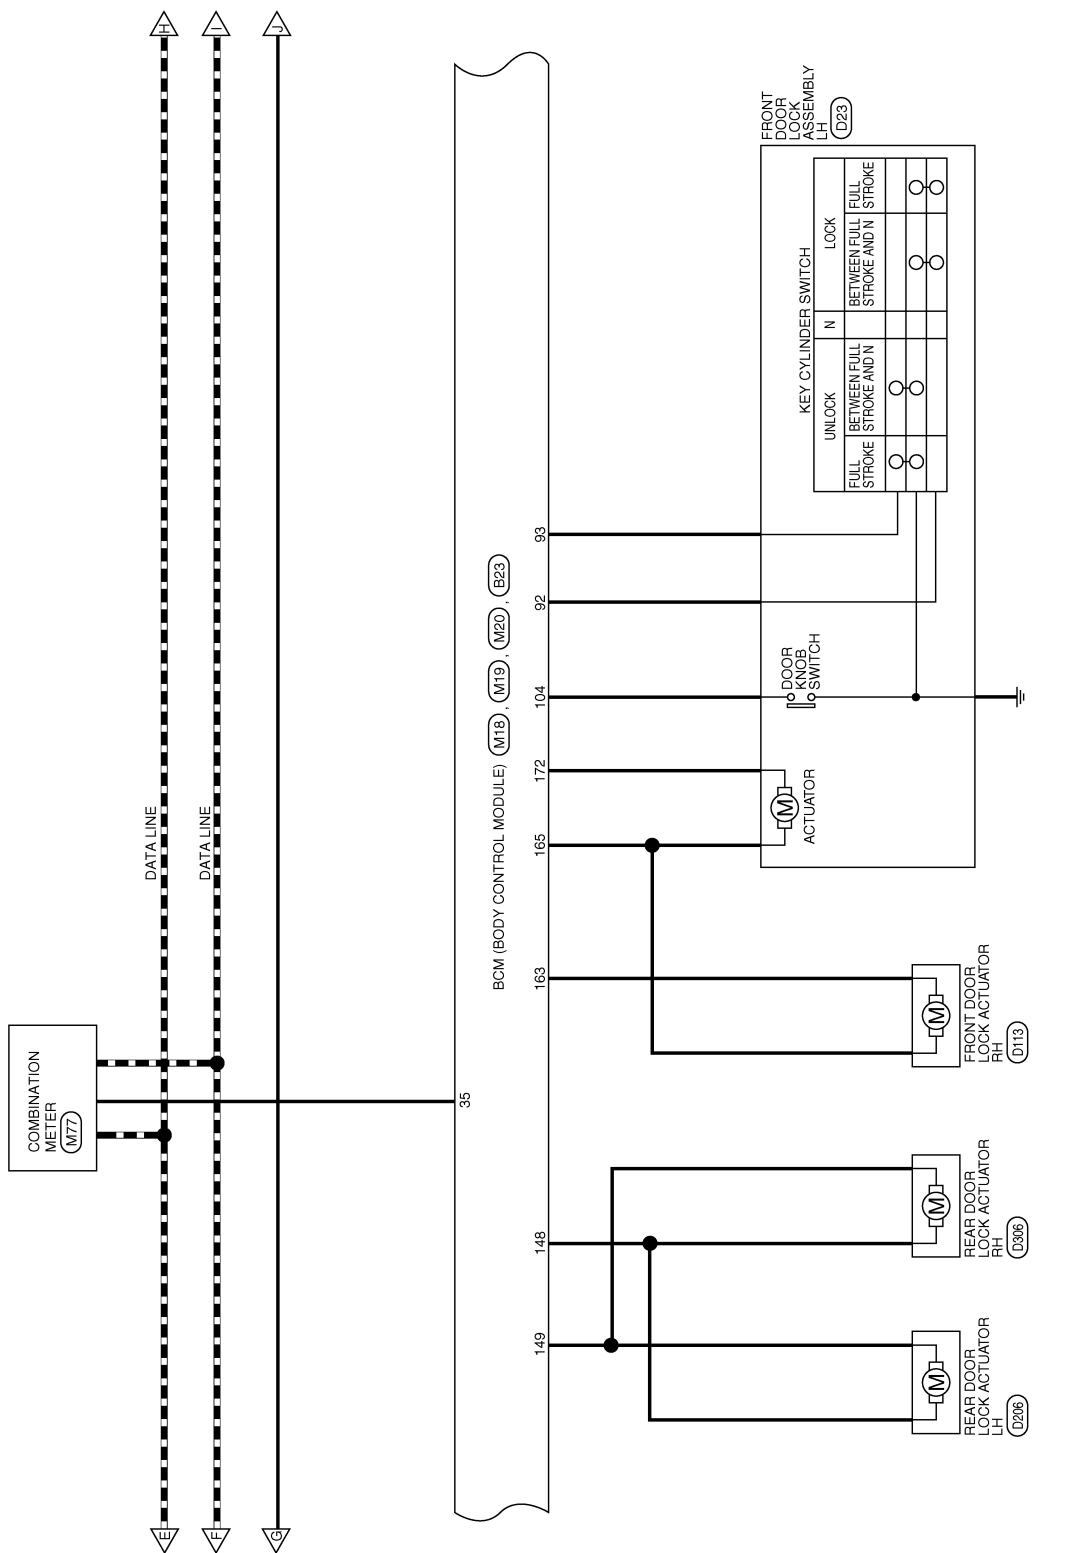 E
F
G
H
I
J
DATA LINE
DATA LINE
COMBINATION
METER
M77
35
BCM (BODY CONTROL MODULE) M18 , M19 , M20 , B23
149
148
163
165
172
104
92
93
REAR DOOR
LOCK ACTUATOR
LH
D206
REAR DOOR
LOCK ACTUATOR
RH
D306
FRONT DOOR
LOCK ACTUATOR
RH
D113
M
M
M
M
ACTUATOR
DOOR
KNOB
SWITCH
KEY CYLINDER SWITCH
UNLOCK
N
LOCK
FULL
STROKE
BETWEEN FULL
STROKE AND N
BETWEEN FULL
STROKE AND N
FULL
STROKE
FRONT
DOOR
LOCK
ASSEMBLY
LH
D23